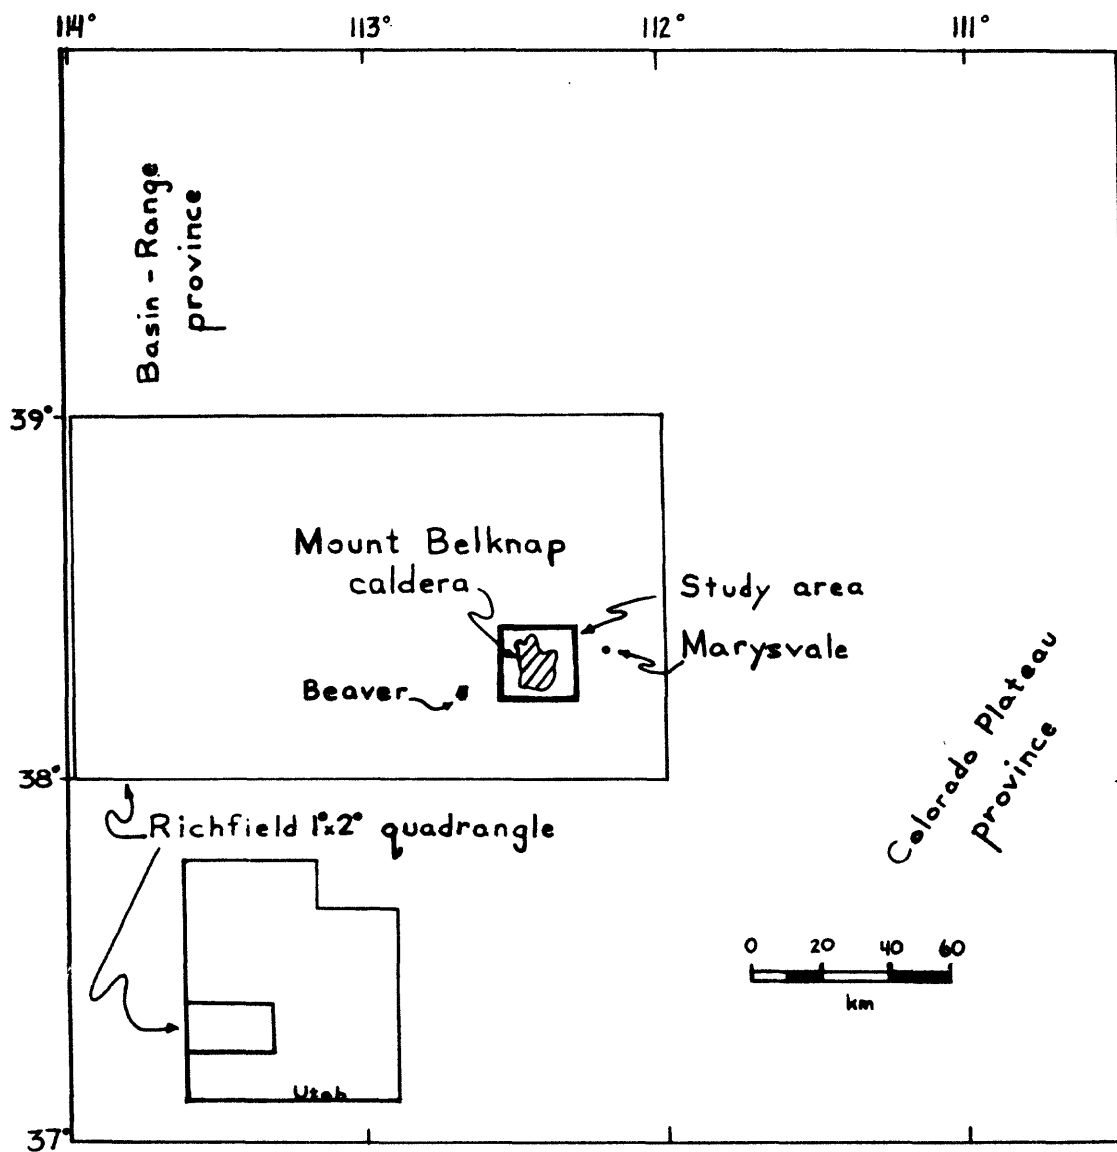 114° 113° 112° 111°
Basin-Range
province
39°
Mount Belknap
caldera
Study area
Marysvale
Beaver
38°
Colorado Plateau
province
Richfield 1°x2° quadrangle
0 20 40 60
km
Utah
37°